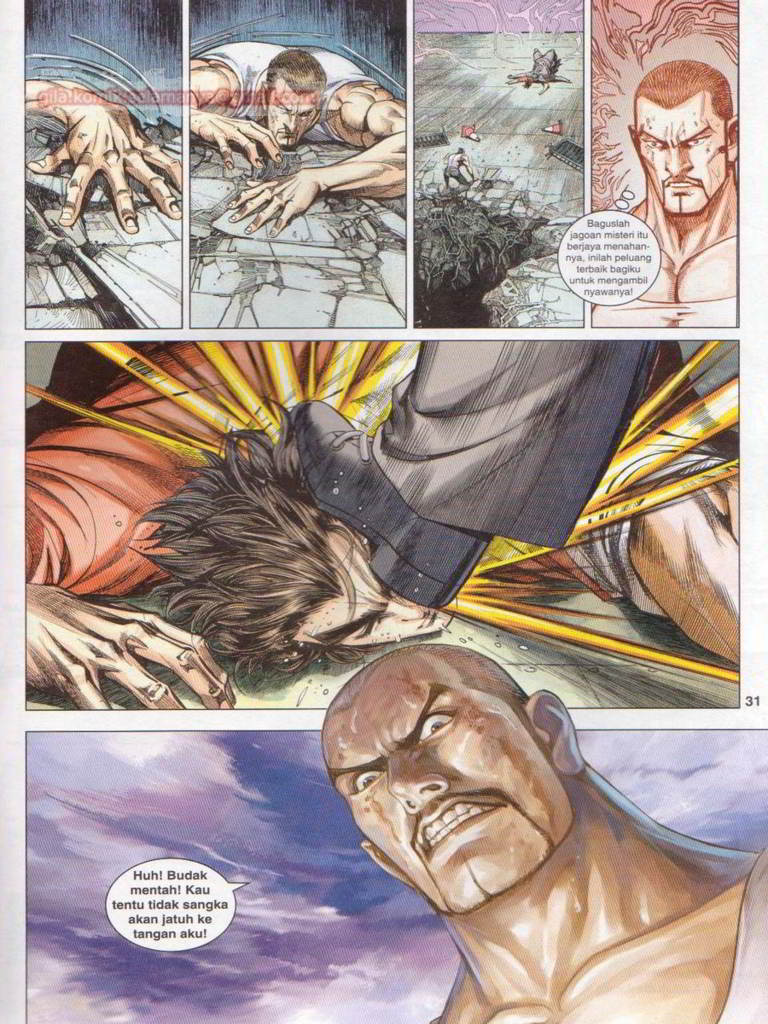 Baguslah
jagoan misteri itu
berjaya menahan-
nya, inilah peluang
terbaik bagiku
untuk mengambil
nyawanya!
31
Huh! Budak
mentah! Kau
tentu tidak sangka
akan jatuh ke
tangan aku!